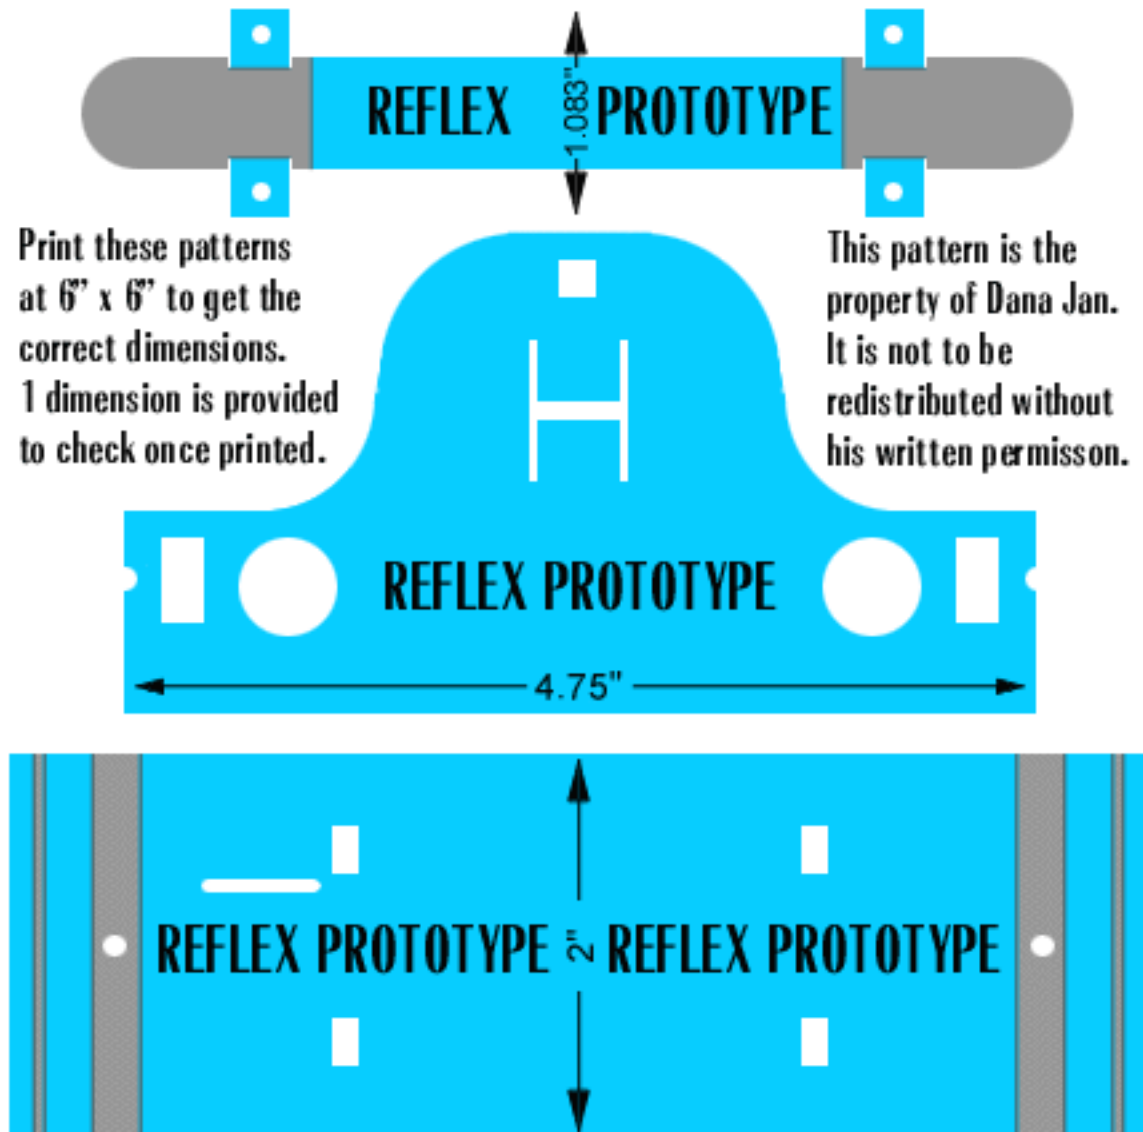 REFLEX PROTOTYPE
1.083"
Print these patterns
at 6” x 6” to get the
correct dimensions.
1 dimension is provided
to check once printed.
This pattern is the
property of Dana Jan.
It is not to be
redistributed without
his written permisson.
H
REFLEX PROTOTYPE
4.75"
REFLEX PROTOTYPE
2"
REFLEX PROTOTYPE